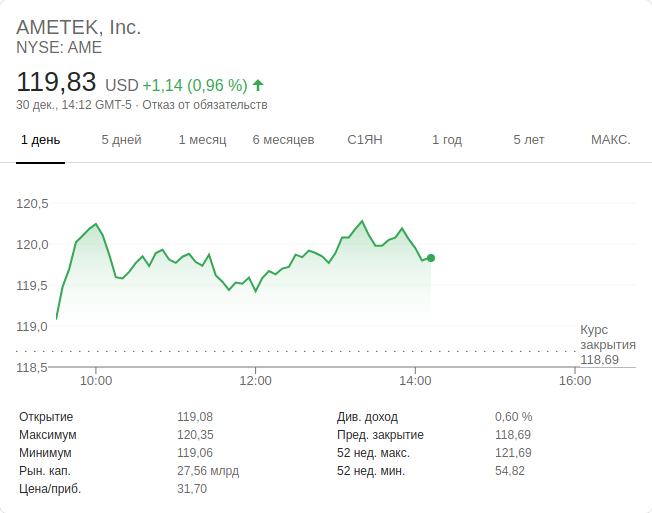 AMETEK, Inc.
NYSE: AME
119,83 USD +1,14 (0,96 %)
30 дек., 14:12 GMT-5 · Отказ от обязательств
1 день 5 дней 1 месяц 6 месяцев С1ЯН 1 год 5 лет МАКС.
120,5
120,0
119,5
119,0
118,5
Курс
закрытия
118,69
10:00 12:00 14:00 16:00
Открытие 119,08 Див. доход 0,60 %
Максимум 120,35 Пред. закрытие 118,69
Минимум 119,06 52 нед. макс. 121,69
Рын. кап. 27,56 млрд 52 нед. мин. 54,82
Цена/приб. 31,70